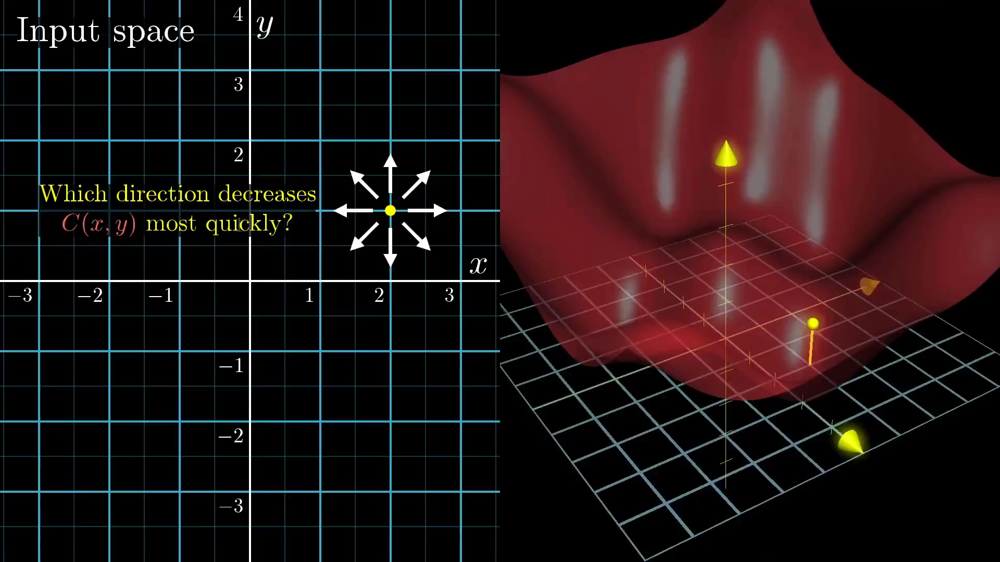 Input space
y
4
3
2
Which direction decreases
C(x, y) most quickly?
1
x
−3 −2 −1 1 2 3
−1
−2
−3